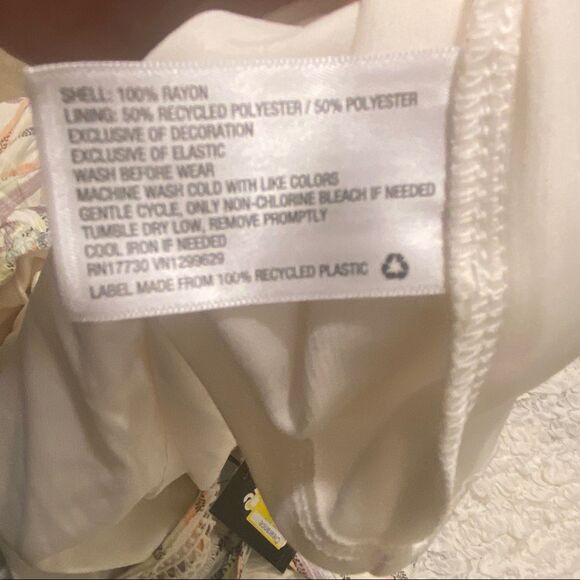 SHELL: 100% RAYON
LINING: 50% RECYCLED POLYESTER / 50% POLYESTER
EXCLUSIVE OF DECORATION
EXCLUSIVE OF ELASTIC
WASH BEFORE WEAR
MACHINE WASH COLD WITH LIKE COLORS
GENTLE CYCLE, ONLY NON-CHLORINE BLEACH IF NEEDED
TUMBLE DRY LOW, REMOVE PROMPTLY
COOL IRON IF NEEDED
RN17730 VN1299629
LABEL MADE FROM 100% RECYCLED PLASTIC